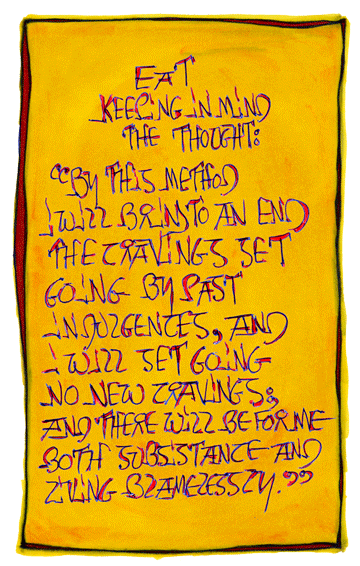 EAT
KEEPING IN MIND
THE THOUGHT:
“BY THIS METHOD
I WILL BRING TO AN END
THE CRAVINGS SET
GOING BY PAST
INDULGENCES, AND
I WILL SET GOING
NO NEW CRAVINGS;
AND THERE WILL BE FOR ME
BOTH SUBSISTANCE AND
LIVING BLAMELESSLY.”